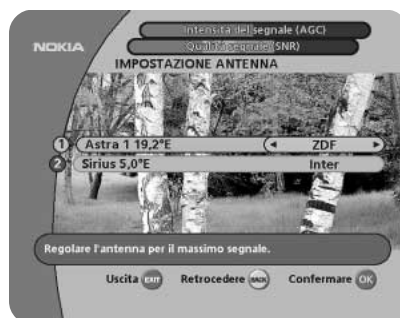 Intensità del segnale (AGC)
NOKIA
Qualità segnale (SNR)
IMPOSTAZIONE ANTENNA
1 Astra 1 19,2°E ZDF
2 Sirius 5,0°E Inter
Regolare l'antenna per il massimo segnale.
Uscita EXIT Retrocedere BACK Confermare OK